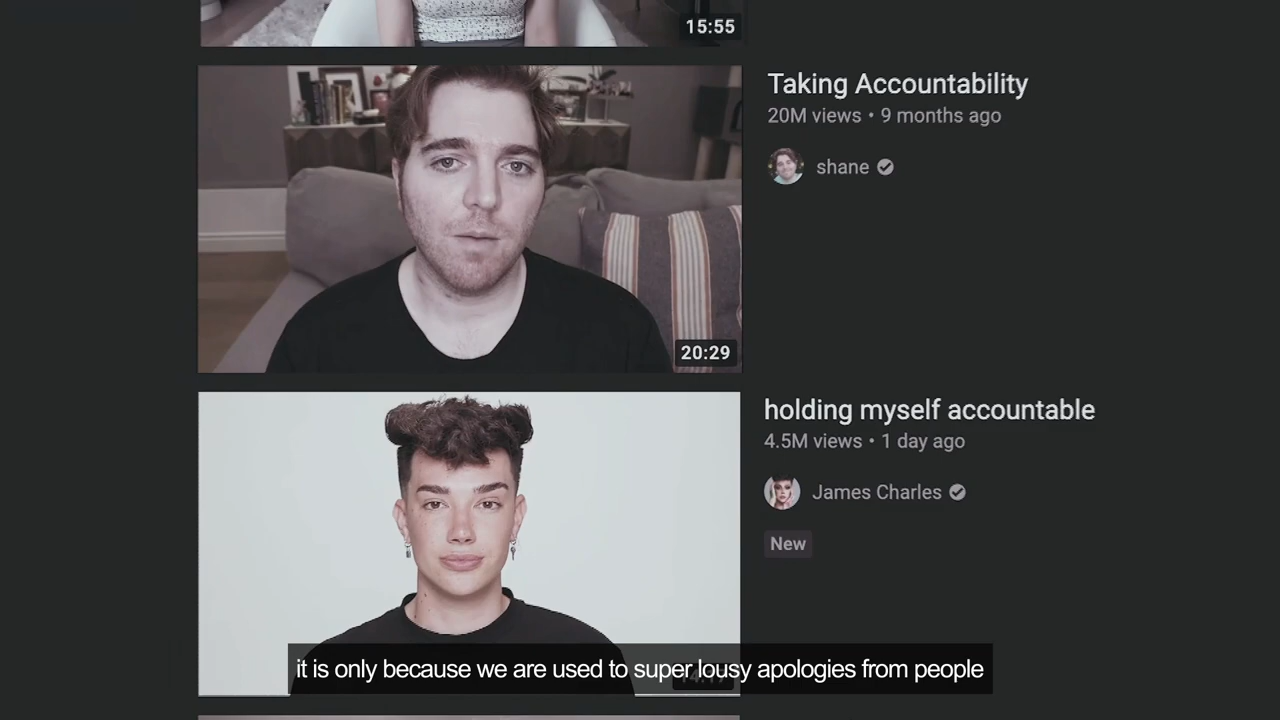 15:55
Taking Accountability
20M views • 9 months ago
shane
20:29
holding myself accountable
4.5M views • 1 day ago
James Charles
New
it is only because we are used to super lousy apologies from people